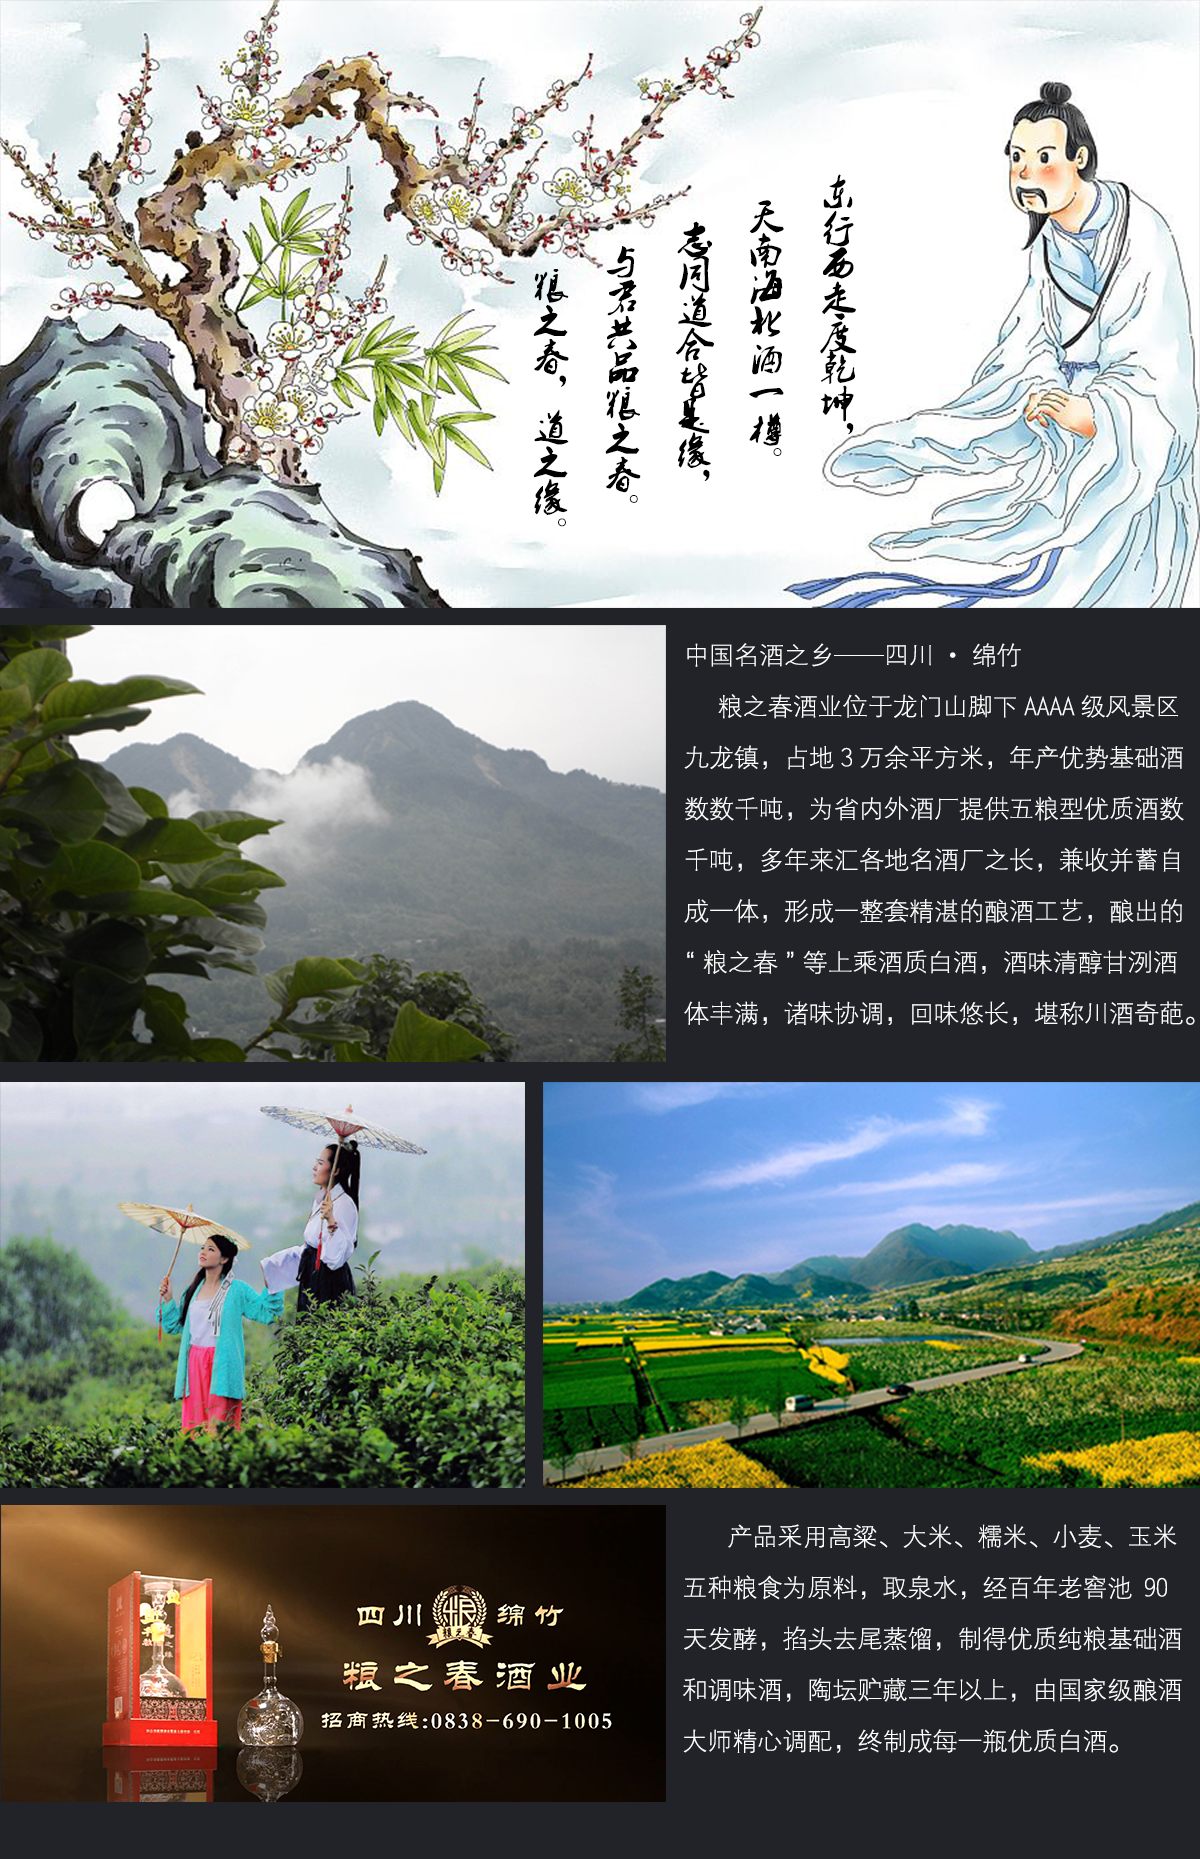 东行西走度乾坤，
天南海北酒一樽。
志同道合皆是缘，
与君共品粮之春。
粮之春，道之缘。
中国名酒之乡——四川 · 绵竹
粮之春酒业位于龙门山脚下 AAAA 级风景区
九龙镇，占地 3 万余平方米，年产优势基础酒
数数千吨，为省内外酒厂提供五粮型优质酒数
千吨，多年来汇各地名酒厂之长，兼收并蓄自
成一体，形成一整套精湛的酿酒工艺，酿出的
“ 粮之春 ” 等上乘酒质白酒，酒味清醇甘洌酒
体丰满，诸味协调，回味悠长，堪称川酒奇葩。
四川 绵竹
粮之春
粮之春酒业
招商热线:0838-690-1005
产品采用高粱、大米、糯米、小麦、玉米
五种粮食为原料，取泉水，经百年老窖池 90
天发酵，掐头去尾蒸馏，制得优质纯粮基础酒
和调味酒，陶坛贮藏三年以上，由国家级酿酒
大师精心调配，终制成每一瓶优质白酒。